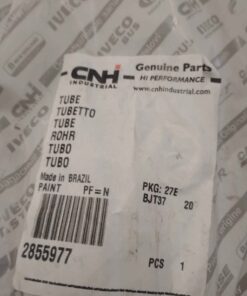 CNH
INDUSTRIAL
Genuine Parts
HI PERFORMANCE
www.cnhindustrial.com
TUBE
TUBETTO
TUBE
ROHR
TUBO
TUBO
Made in BRAZIL
PAINT PF=N
PKG: 27E
BJT37 20
2855977
PCS 1
IVECO